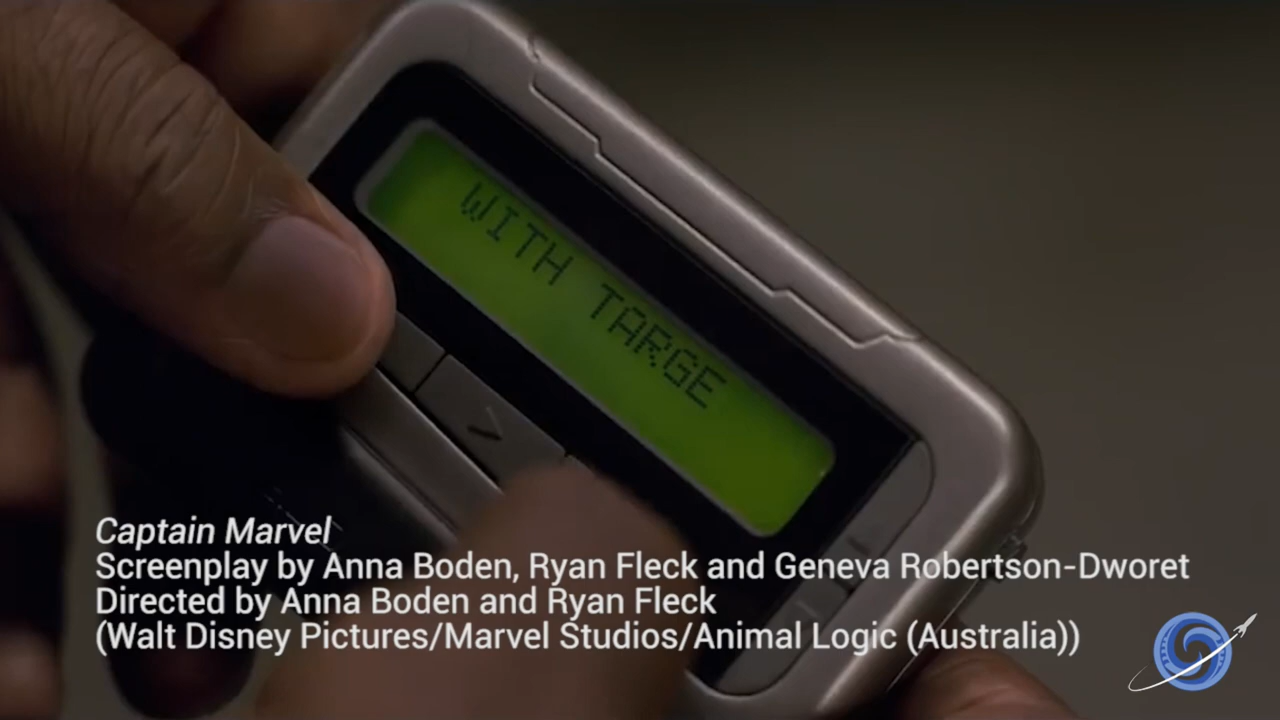 WITH TARGE
>
Captain Marvel
Screenplay by Anna Boden, Ryan Fleck and Geneva Robertson-Dworet
Directed by Anna Boden and Ryan Fleck
(Walt Disney Pictures/Marvel Studios/Animal Logic (Australia))